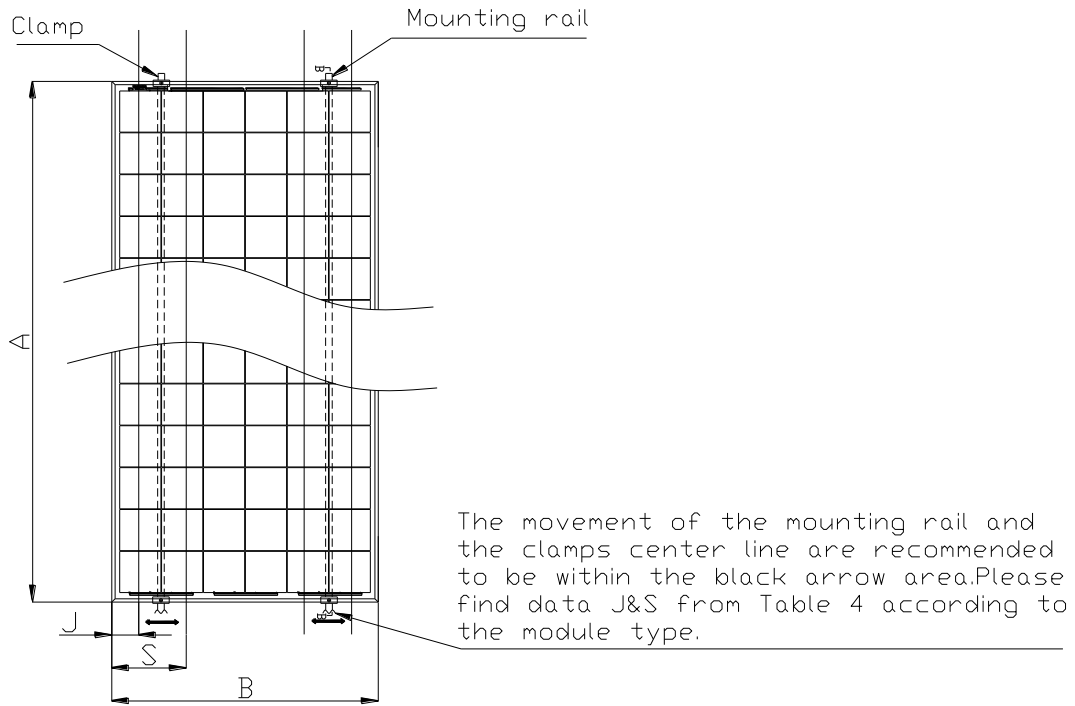 Clamp
Mounting rail
A
The movement of the mounting rail and
the clamps center line are recommended
to be within the black arrow area.Please
find data J&S from Table 4 according to
the module type.
J
S
B